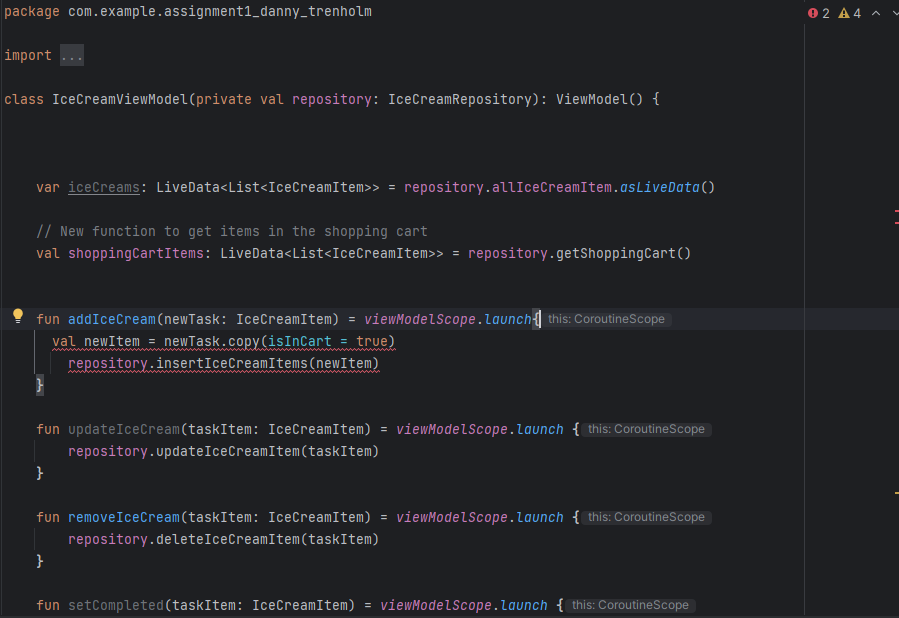 package com.example.assignment1_danny_trenholm
2 4
import ...
class IceCreamViewModel(private val repository: IceCreamRepository): ViewModel() {
var iceCreams: LiveData<List<IceCreamItem>> = repository.allIceCreamItem.asLiveData()
// New function to get items in the shopping cart
val shoppingCartItems: LiveData<List<IceCreamItem>> = repository.getShoppingCart()
fun addIceCream(newTask: IceCreamItem) = viewModelScope.launch{ this: CoroutineScope
val newItem = newTask.copy(isInCart = true)
repository.insertIceCreamItems(newItem)
}
fun updateIceCream(taskItem: IceCreamItem) = viewModelScope.launch { this: CoroutineScope
repository.updateIceCreamItem(taskItem)
}
fun removeIceCream(taskItem: IceCreamItem) = viewModelScope.launch { this: CoroutineScope
repository.deleteIceCreamItem(taskItem)
}
fun setCompleted(taskItem: IceCreamItem) = viewModelScope.launch { this: CoroutineScope